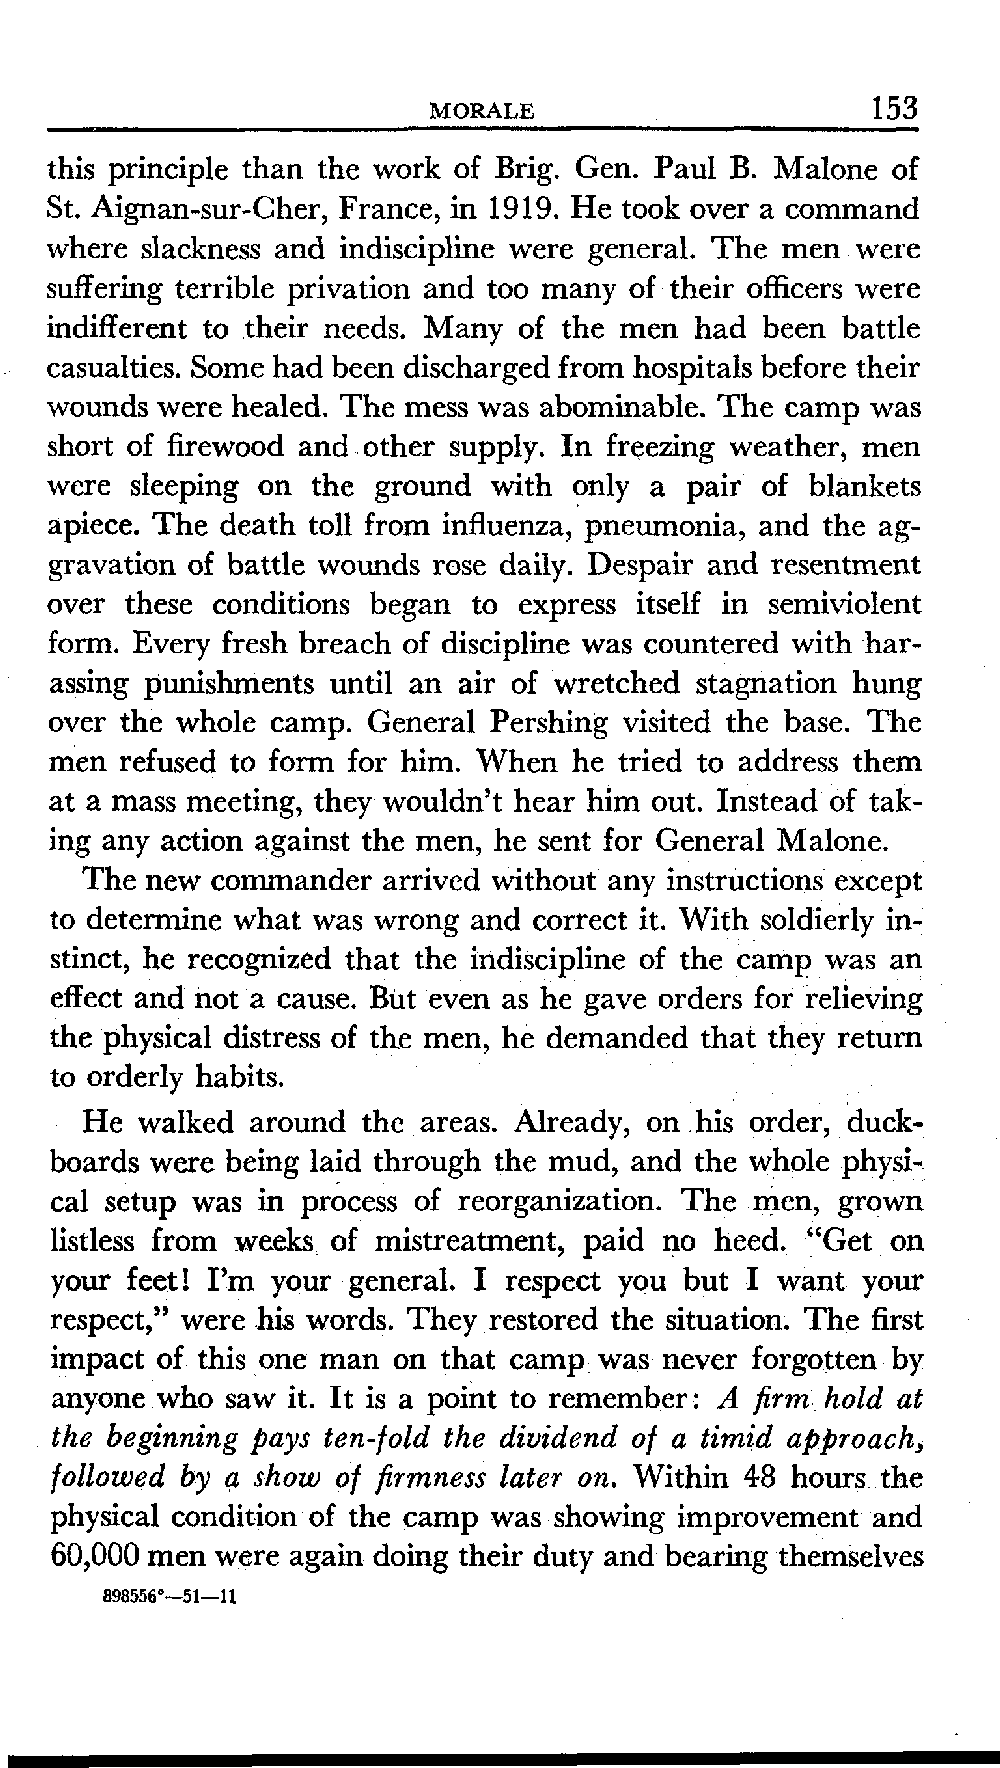 MORALE 153
this principle than the work of Brig. Gen. Paul B. Malone of
St. Aignan-sur-Cher, France, in 1919. He took over a command
where slackness and indiscipline were general. The men were
suffering terrible privation and too many of their officers were
indifferent to their needs. Many of the men had been battle
casualties. Some had been discharged from hospitals before their
wounds were healed. The mess was abominable. The camp was
short of firewood and other supply. In freezing weather, men
were sleeping on the ground with only a pair of blankets
apiece. The death toll from influenza, pneumonia, and the ag-
gravation of battle wounds rose daily. Despair and resentment
over these conditions began to express itself in semiviolent
form. Every fresh breach of discipline was countered with har-
assing punishments until an air of wretched stagnation hung
over the whole camp. General Pershing visited the base. The
men refused to form for him. When he tried to address them
at a mass meeting, they wouldn't hear him out. Instead of tak-
ing any action against the men, he sent for General Malone.
The new commander arrived without any instructions except
to determine what was wrong and correct it. With soldierly in-
stinct, he recognized that the indiscipline of the camp was an
effect and not a cause. But even as he gave orders for relieving
the physical distress of the men, he demanded that they return
to orderly habits.
He walked around the areas. Already, on his order, duck-
boards were being laid through the mud, and the whole physi-
cal setup was in process of reorganization. The men, grown
listless from weeks of mistreatment, paid no heed. “Get on
your feet! I'm your general. I respect you but I want your
respect,” were his words. They restored the situation. The first
impact of this one man on that camp was never forgotten by
anyone who saw it. It is a point to remember: A firm hold at
the beginning pays ten-fold the dividend of a timid approach,
followed by a show of firmness later on. Within 48 hours the
physical condition of the camp was showing improvement and
60,000 men were again doing their duty and bearing themselves
898556°—51—11